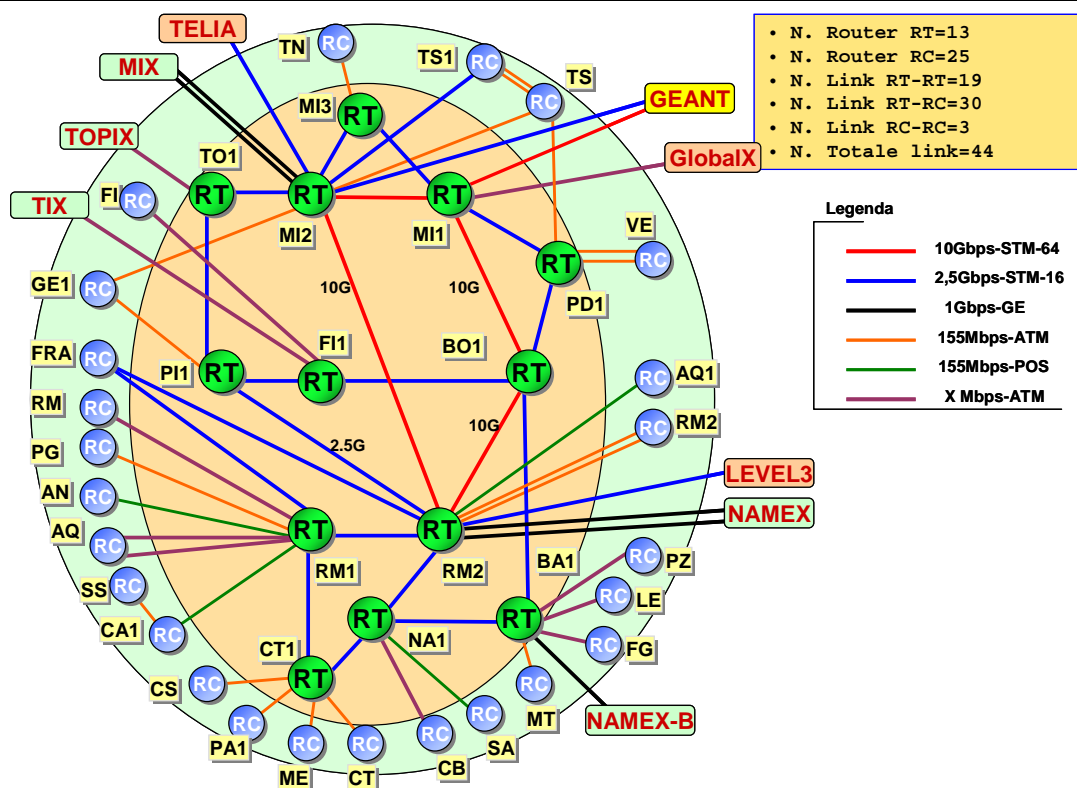 TELIA
TN
RC
TS1
RC
TS
RC
MIX
MI3
RT
GEANT
• N. Router RT=13
• N. Router RC=25
• N. Link RT-RT=19
• N. Link RT-RC=30
• N. Link RC-RC=3
• N. Totale link=44
TOPIX
TO1
GlobalX
FI
RC
RT
RT
RT
TIX
MI2
MI1
Legenda
VE
RC
10Gbps-STM-64
2,5Gbps-STM-16
1Gbps-GE
155Mbps-ATM
155Mbps-POS
X Mbps-ATM
GE1
RC
10G
10G
RT
PD1
FRA
RC
PI1
RT
FI1
RT
BO1
RT
RC
AQ1
RM
RC
RC
RM2
PG
RC
2.5G
10G
AN
RC
LEVEL3
NAMEX
AQ
RC
RT
RM1
RT
RM2
BA1
RC
PZ
SS
RC
RC
LE
CA1
RC
RT
NA1
RT
RC
FG
CT1
RT
CS
RC
RC
MT
NAMEX-B
PA1
RC
ME
RC
CT
RC
CB
RC
SA
RC